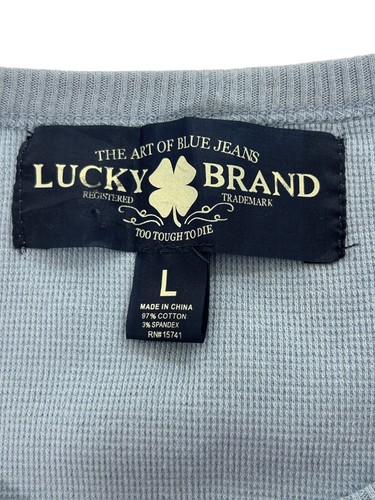 THE ART OF BLUE JEANS
LUCKY BRAND
REGISTERED TRADEMARK
TOO TOUGH TO DIE
L
MADE IN CHINA
97% COTTON
3% SPANDEX
RN#15741